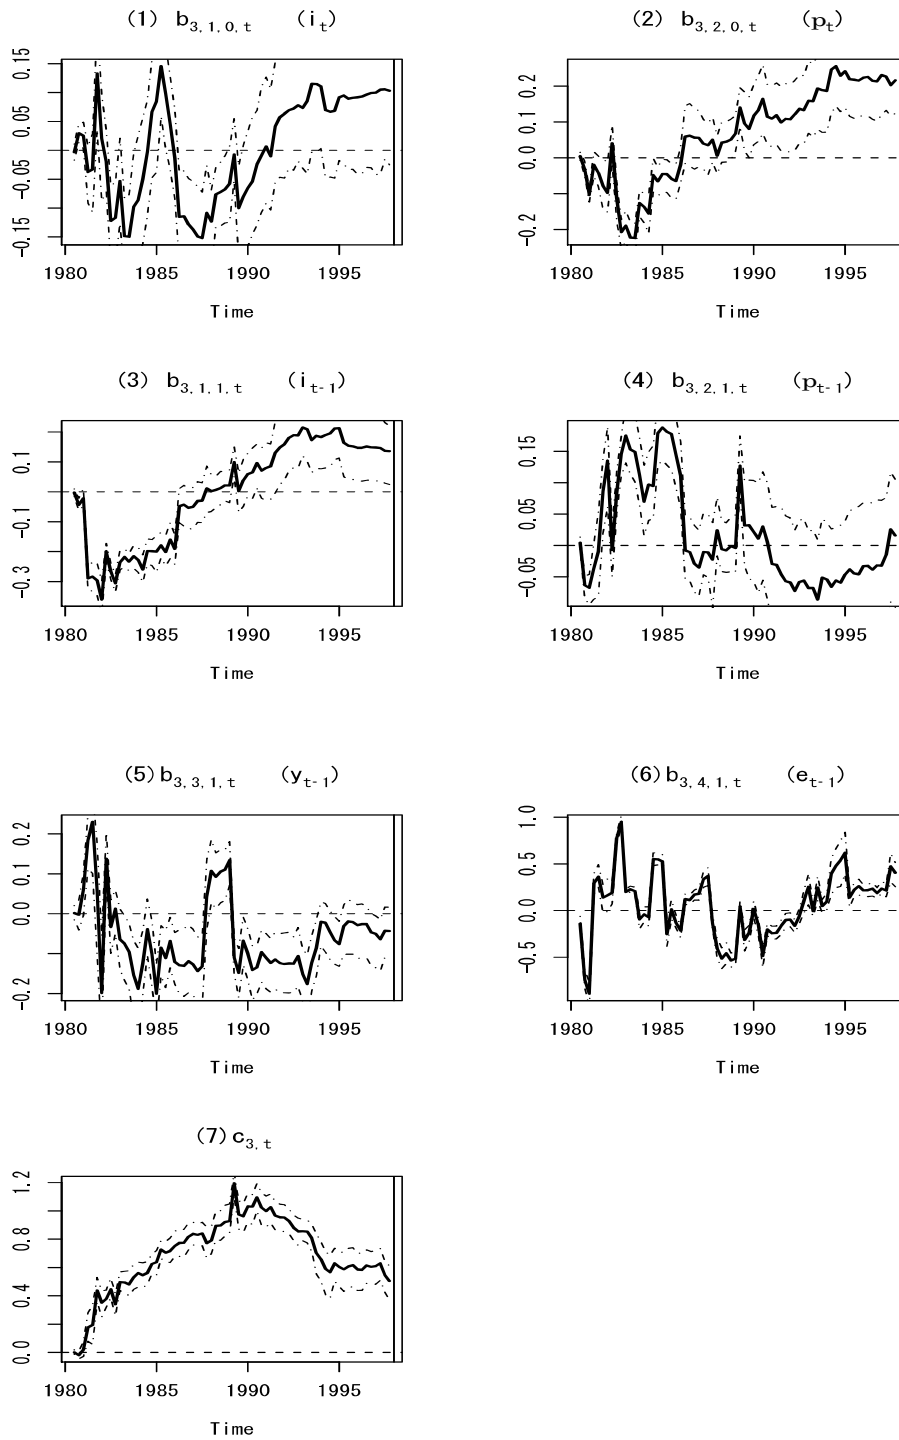 (1) b3,1,0,t (it)
(2) b3,2,0,t (pt)
0.15
0.05
-0.05
-0.15
0.2
0.1
0.0
-0.2
1980 1985 1990 1995
1980 1985 1990 1995
Time
Time
(3) b3,1,1,t (it-1)
(4) b3,2,1,t (pt-1)
0.1
-0.1
-0.3
0.15
0.05
-0.05
1980 1985 1990 1995
1980 1985 1990 1995
Time
Time
(5) b3,3,1,t (yt-1)
(6) b3,4,1,t (et-1)
0.2
0.1
0.0
-0.2
1.0
0.5
0.0
-0.5
1980 1985 1990 1995
1980 1985 1990 1995
Time
Time
(7) c3,t
1.2
0.8
0.4
0.0
1980 1985 1990 1995
Time